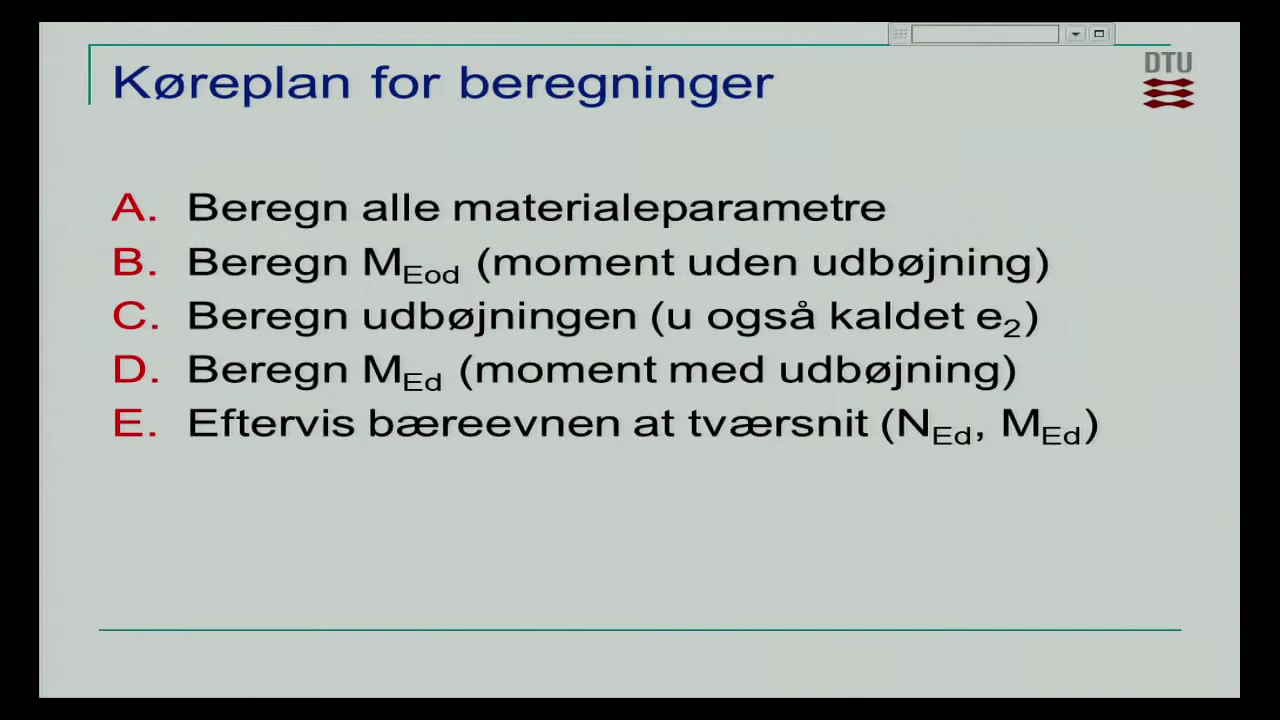 Køreplan for beregninger
DTU
A. Beregn alle materialeparametre
B. Beregn M_Eod (moment uden udbøjning)
C. Beregn udbøjningen (u også kaldet e_2)
D. Beregn M_Ed (moment med udbøjning)
E. Eftervis bæreevnen at tværsnit (N_Ed, M_Ed)